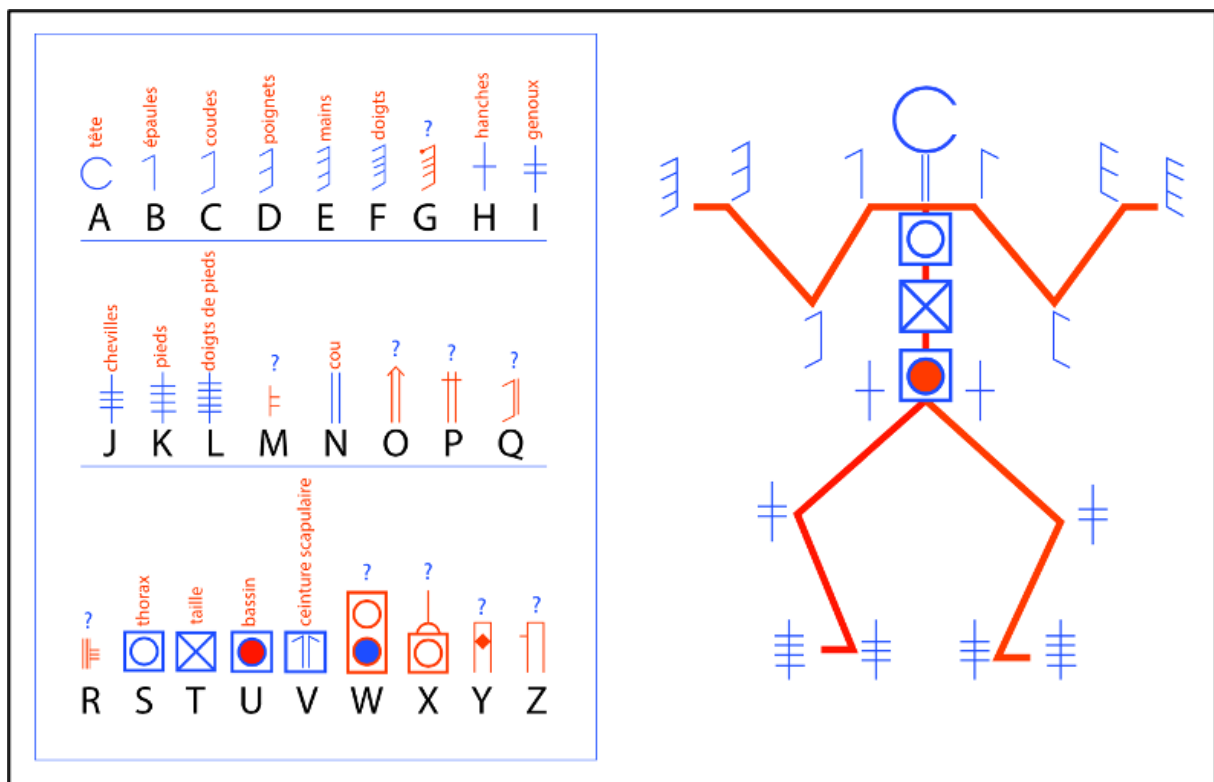 tête épaules coudes poignets mains doigts ? hanches genoux
A B C D E F G H I
chevilles pieds doigts de pieds ? cou ? ? ?
J K L M N O P Q
? thorax taille bassin ceinture scapulaire ? ? ? ?
R S T U V W X Y Z